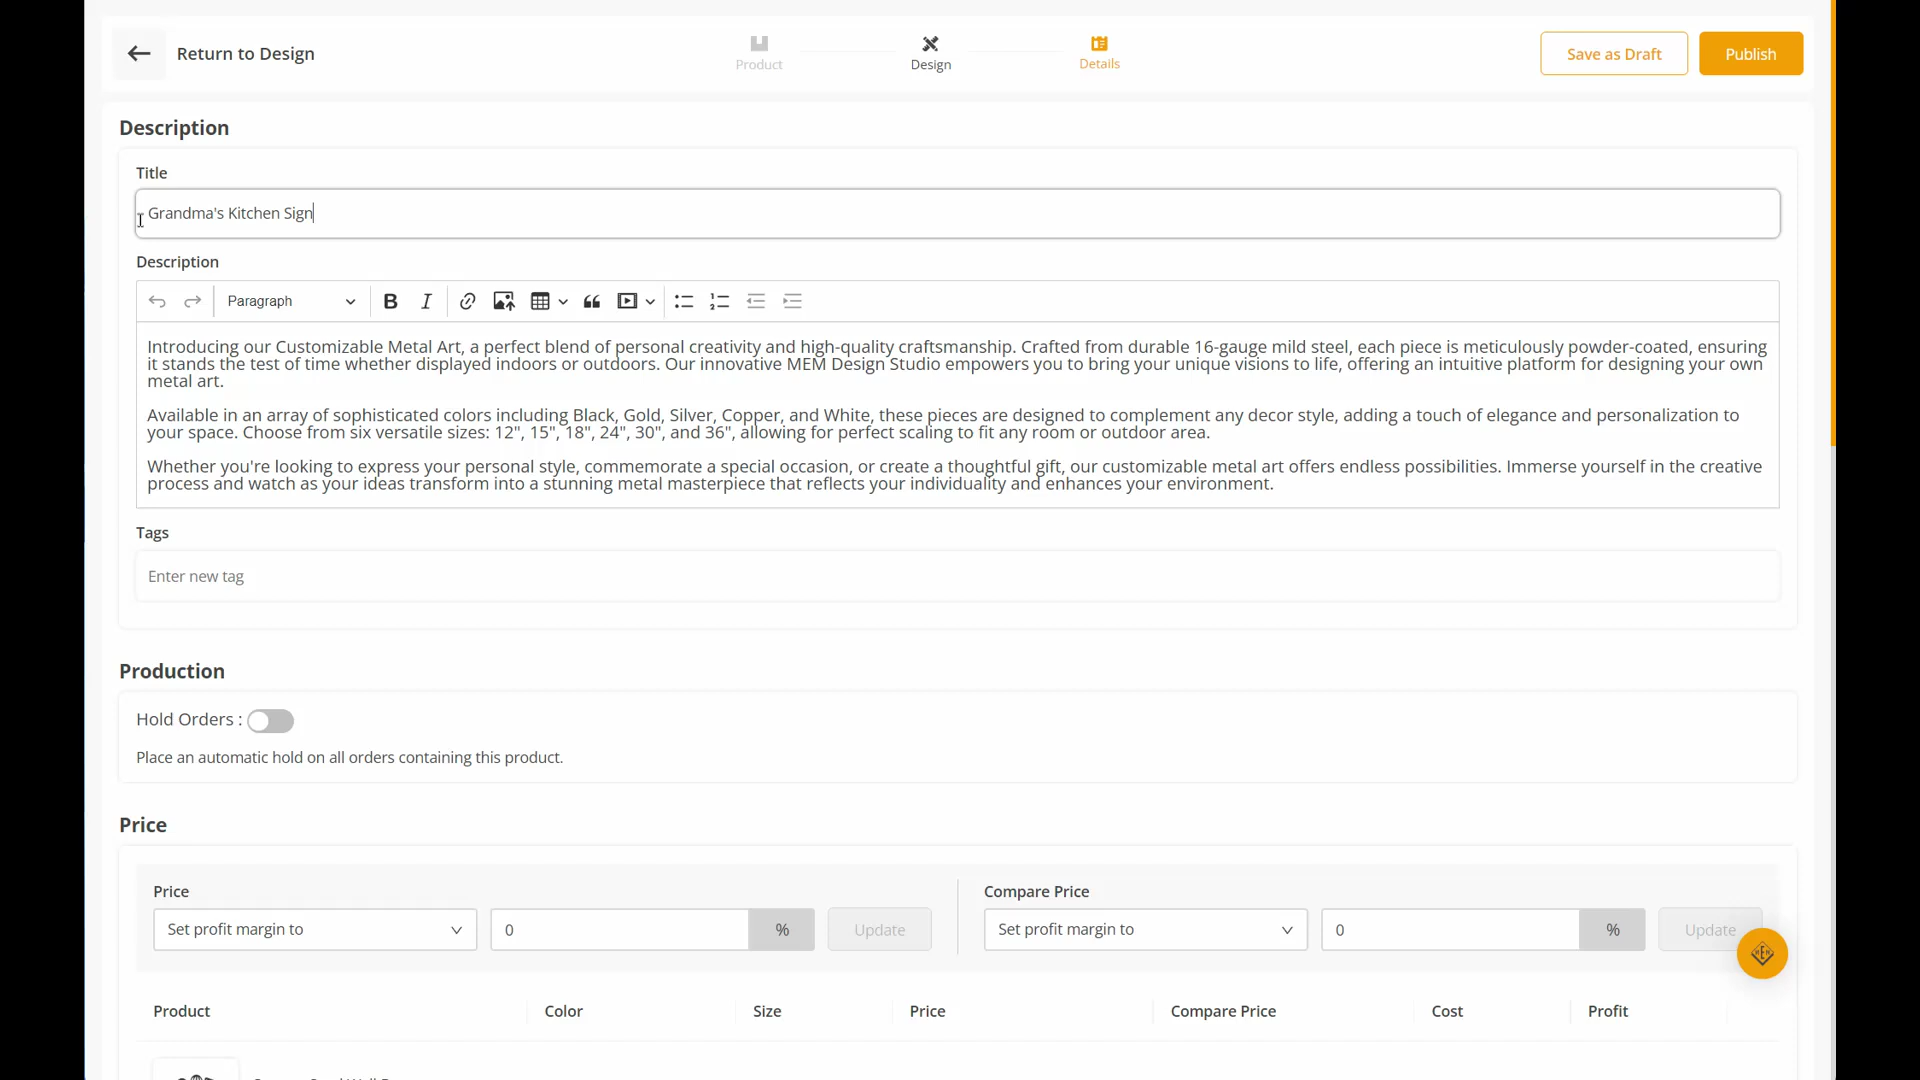 Return to Design
Product
Design
Details
Save as Draft
Publish
Description
Title
Grandma's Kitchen Sign
Description
Paragraph
Introducing our Customizable Metal Art, a perfect blend of personal creativity and high-quality craftsmanship. Crafted from durable 16-gauge mild steel, each piece is meticulously powder-coated, ensuring
it stands the test of time whether displayed indoors or outdoors. Our innovative MEM Design Studio empowers you to bring your unique visions to life, offering an intuitive platform for designing your own
metal art.
Available in an array of sophisticated colors including Black, Gold, Silver, Copper, and White, these pieces are designed to complement any decor style, adding a touch of elegance and personalization to
your space. Choose from six versatile sizes: 12", 15", 18", 24", 30", and 36", allowing for perfect scaling to fit any room or outdoor area.
Whether you're looking to express your personal style, commemorate a special occasion, or create a thoughtful gift, our customizable metal art offers endless possibilities. Immerse yourself in the creative
process and watch as your ideas transform into a stunning metal masterpiece that reflects your individuality and enhances your environment.
Tags
Enter new tag
Production
Hold Orders :
Place an automatic hold on all orders containing this product.
Price
Price
Compare Price
Set profit margin to
0
%
Update
Set profit margin to
0
%
Update
Product
Color
Size
Price
Compare Price
Cost
Profit